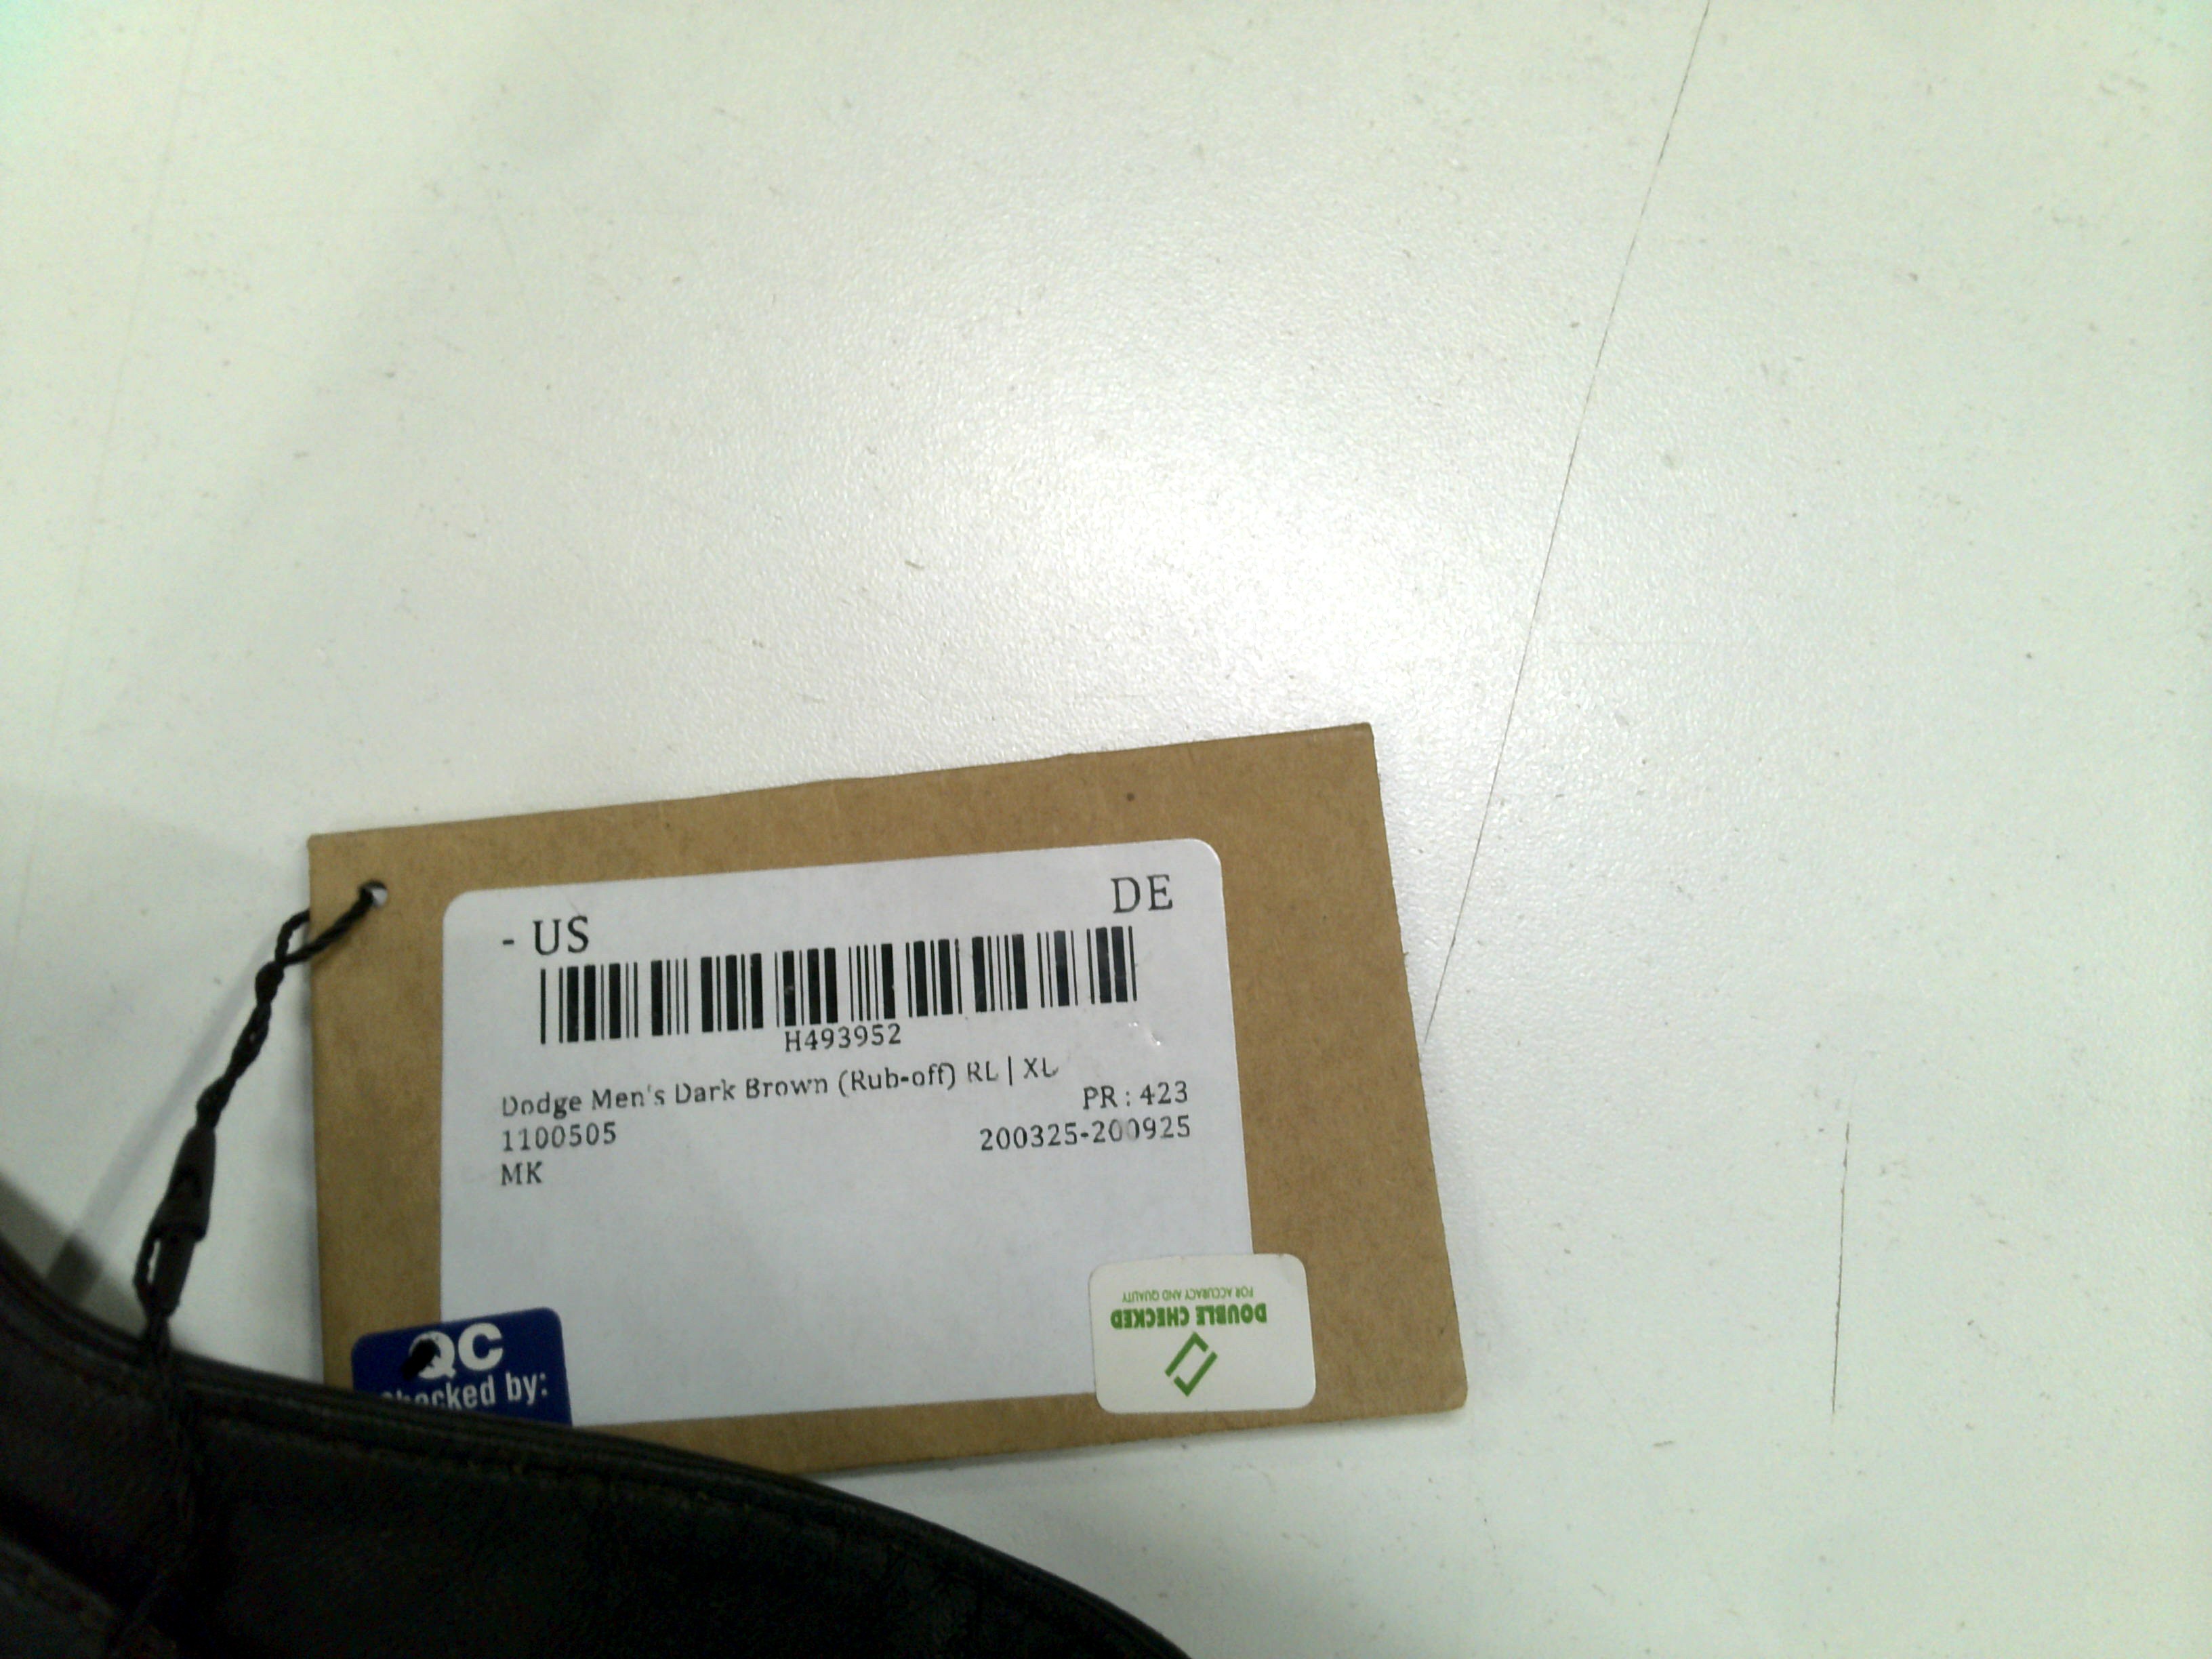 - US
DE
H493952
Dodge Men's Dark Brown (Rub-off) RL | XL
PR : 423
1100505
200325-200925
MK
QC
Checked by:
DOUBLE CHECKED
FOR ACCURACY AND QUALITY